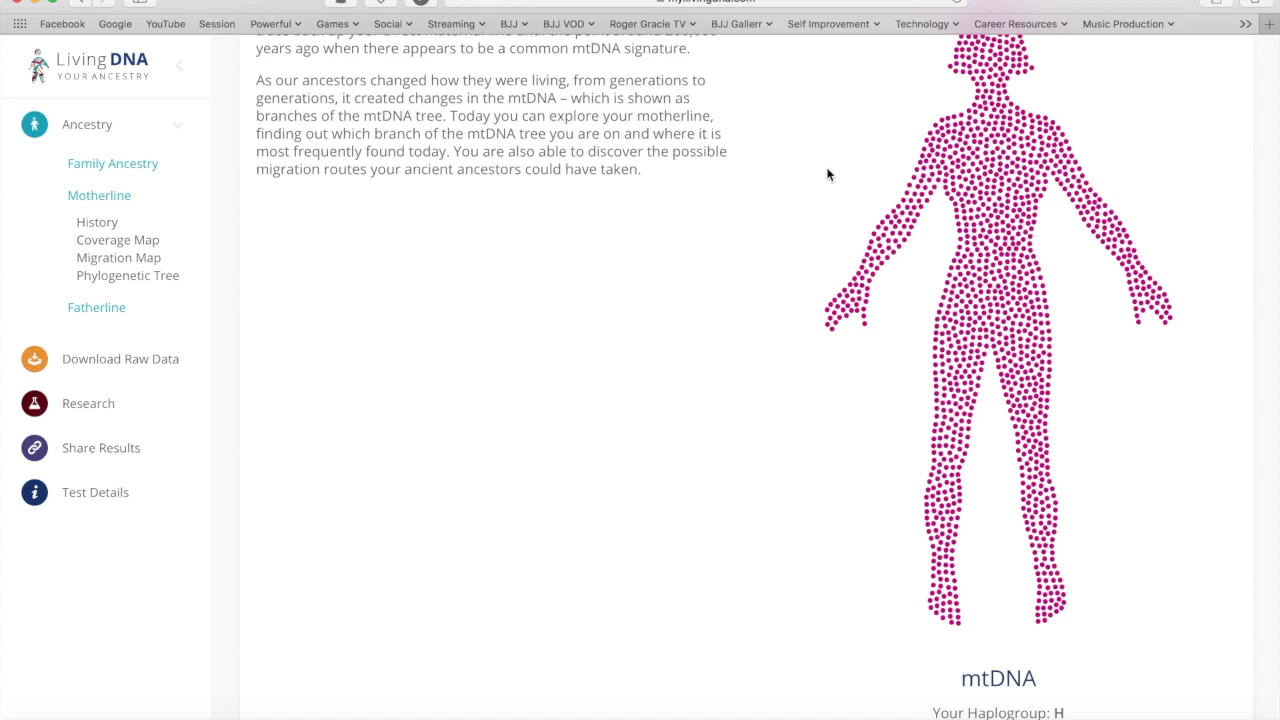 Facebook Google YouTube Session Powerful Games Social Streaming BJJ BJJ VOD Roger Gracie TV BJJ Gallerr Self Improvement Technology Career Resources Music Production
Living DNA
YOUR ANCESTRY
Ancestry
Family Ancestry
Motherline
History
Coverage Map
Migration Map
Phylogenetic Tree
Fatherline
Download Raw Data
Research
Share Results
Test Details
years ago when there appears to be a common mtDNA signature.
As our ancestors changed how they were living, from generations to
generations, it created changes in the mtDNA – which is shown as
branches of the mtDNA tree. Today you can explore your motherline,
finding out which branch of the mtDNA tree you are on and where it is
most frequently found today. You are also able to discover the possible
migration routes your ancient ancestors could have taken.
mtDNA
Your Haplogroup: H